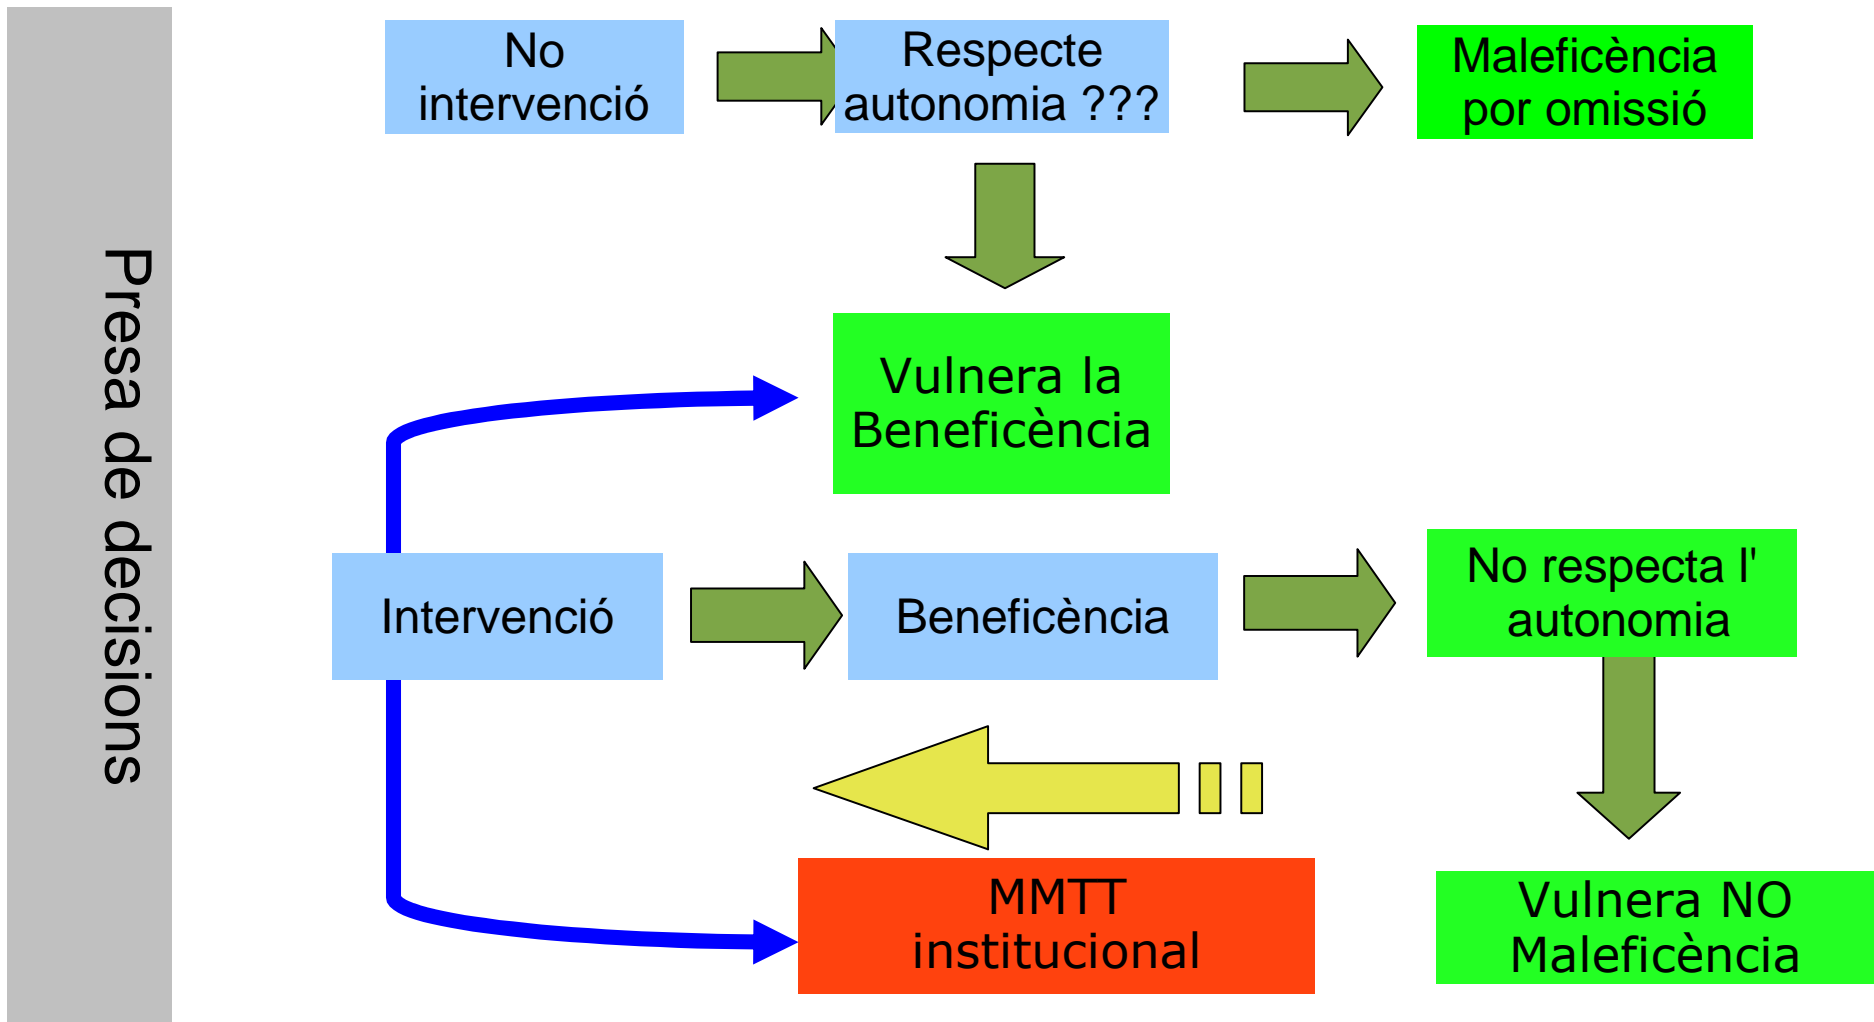 Presa de decisions
No
intervenció
Respecte
autonomia ???
Maleficència
por omissió
Vulnera la
Beneficència
Intervenció
Beneficència
No respecta l'
autonomia
MMTT
institucional
Vulnera NO
Maleficència